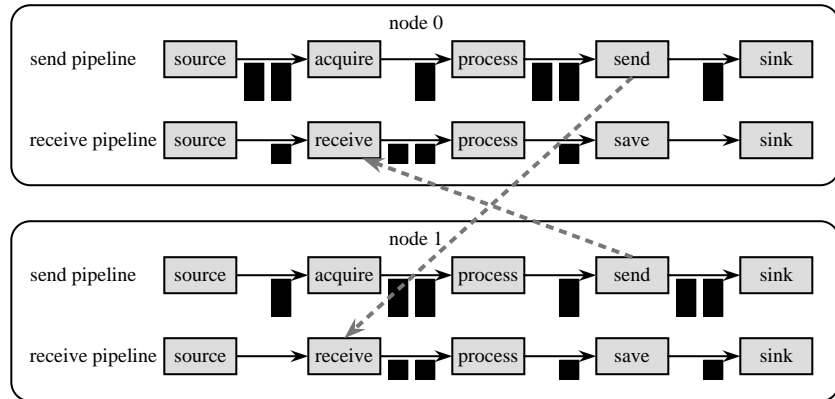 node 0
send pipeline source acquire process send sink
receive pipeline source receive process save sink
node 1
send pipeline source acquire process send sink
receive pipeline source receive process save sink